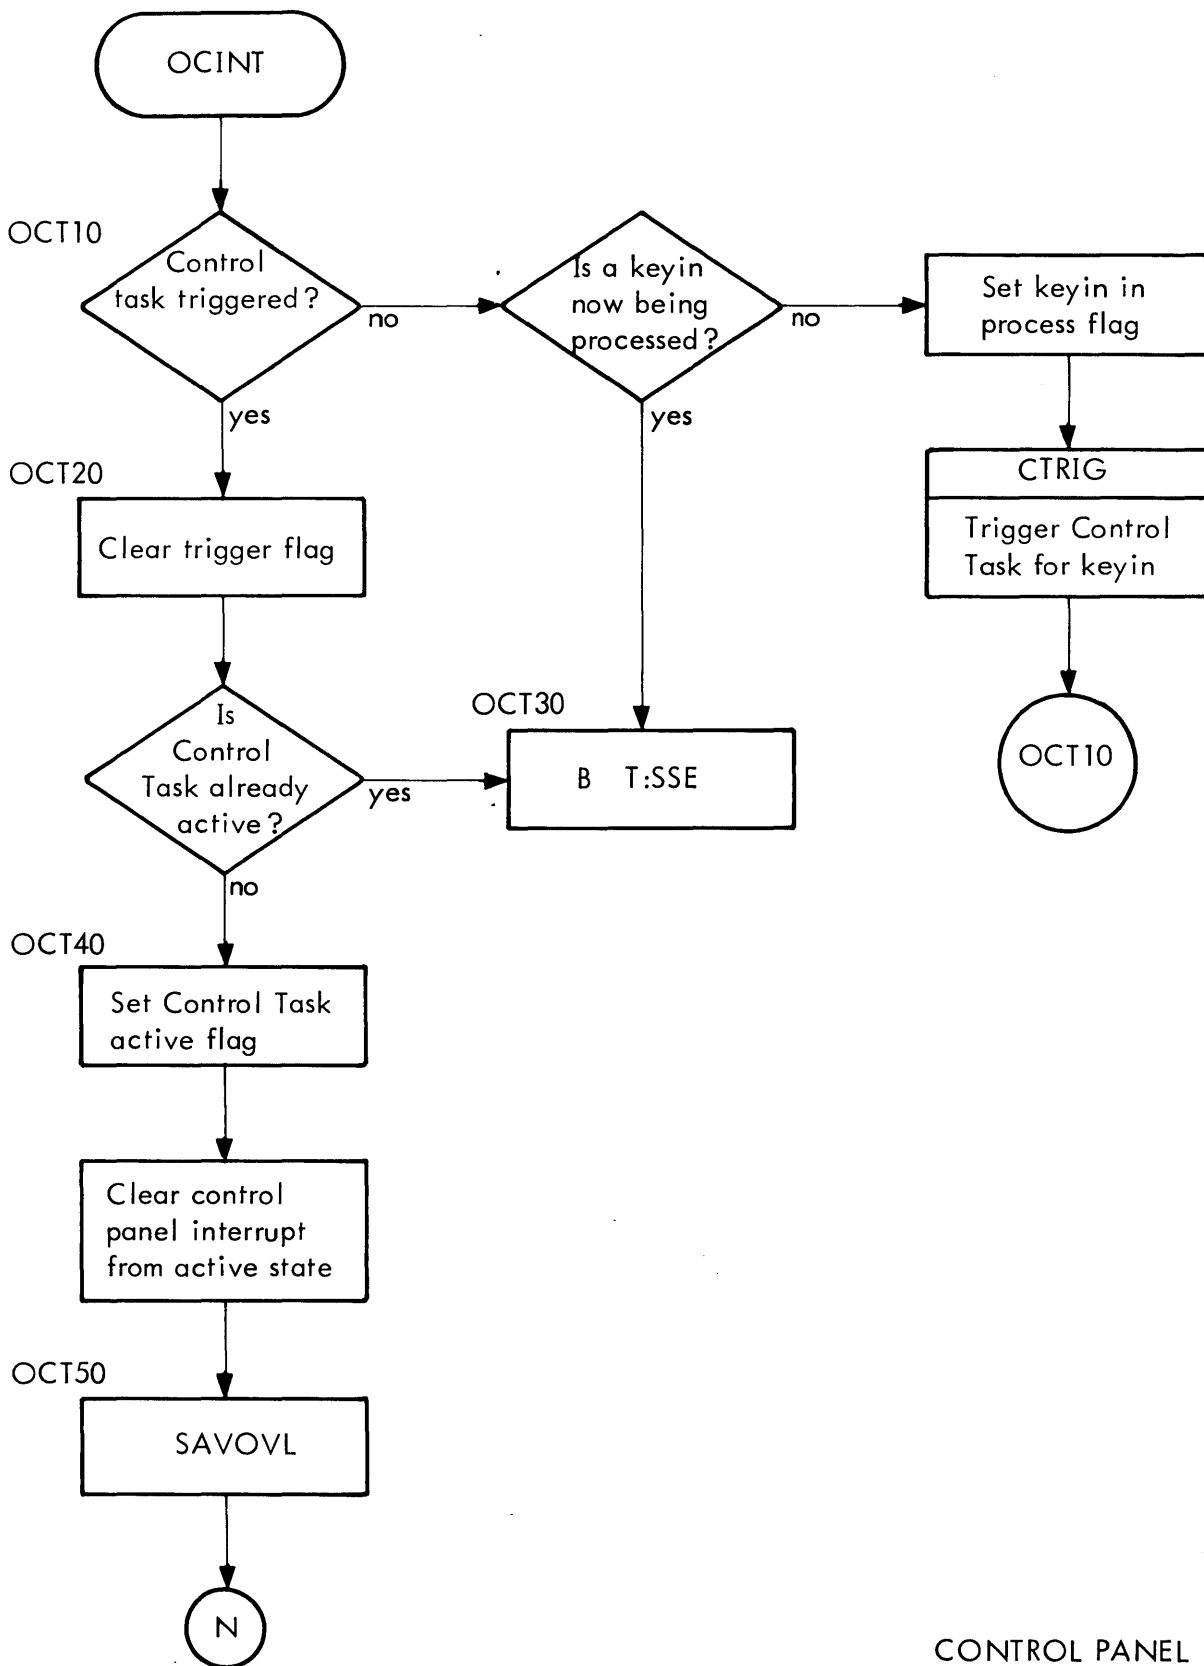 OCINT
OCT10
Control
task triggered?
no
yes
Is a keyin
now being
processed?
no
yes
Set keyin in
process flag
CTRIG
Trigger Control
Task for keyin
OCT10
OCT20
Clear trigger flag
Is
Control
Task already
active?
yes
no
OCT30
B T:SSE
OCT40
Set Control Task
active flag
Clear control
panel interrupt
from active state
OCT50
SAVOVL
N
CONTROL PANEL